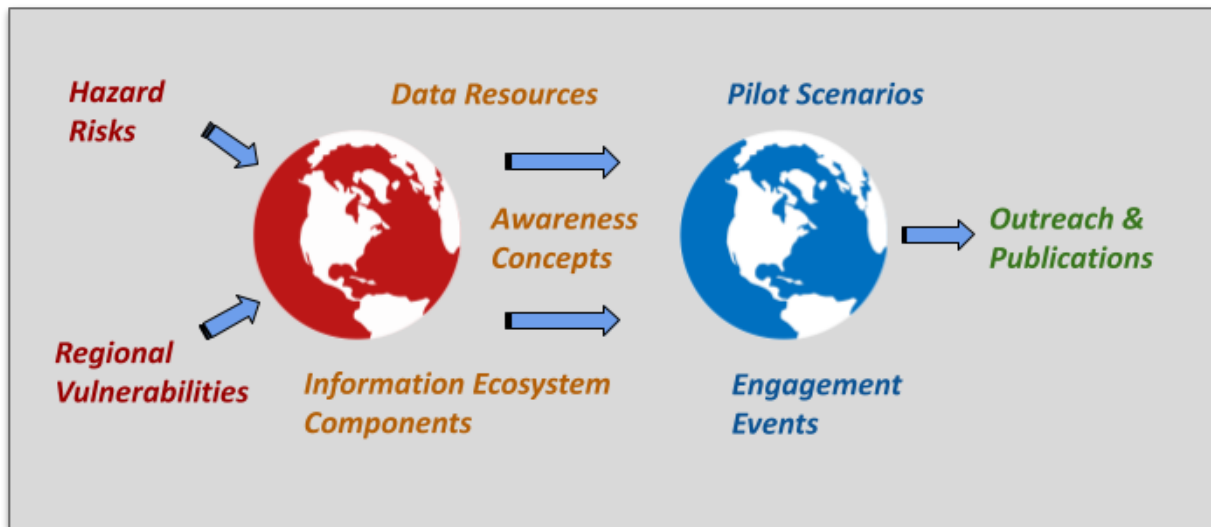 Hazard
Risks
Data Resources
Pilot Scenarios
Awareness
Concepts
Outreach &
Publications
Regional
Vulnerabilities
Information Ecosystem
Components
Engagement
Events